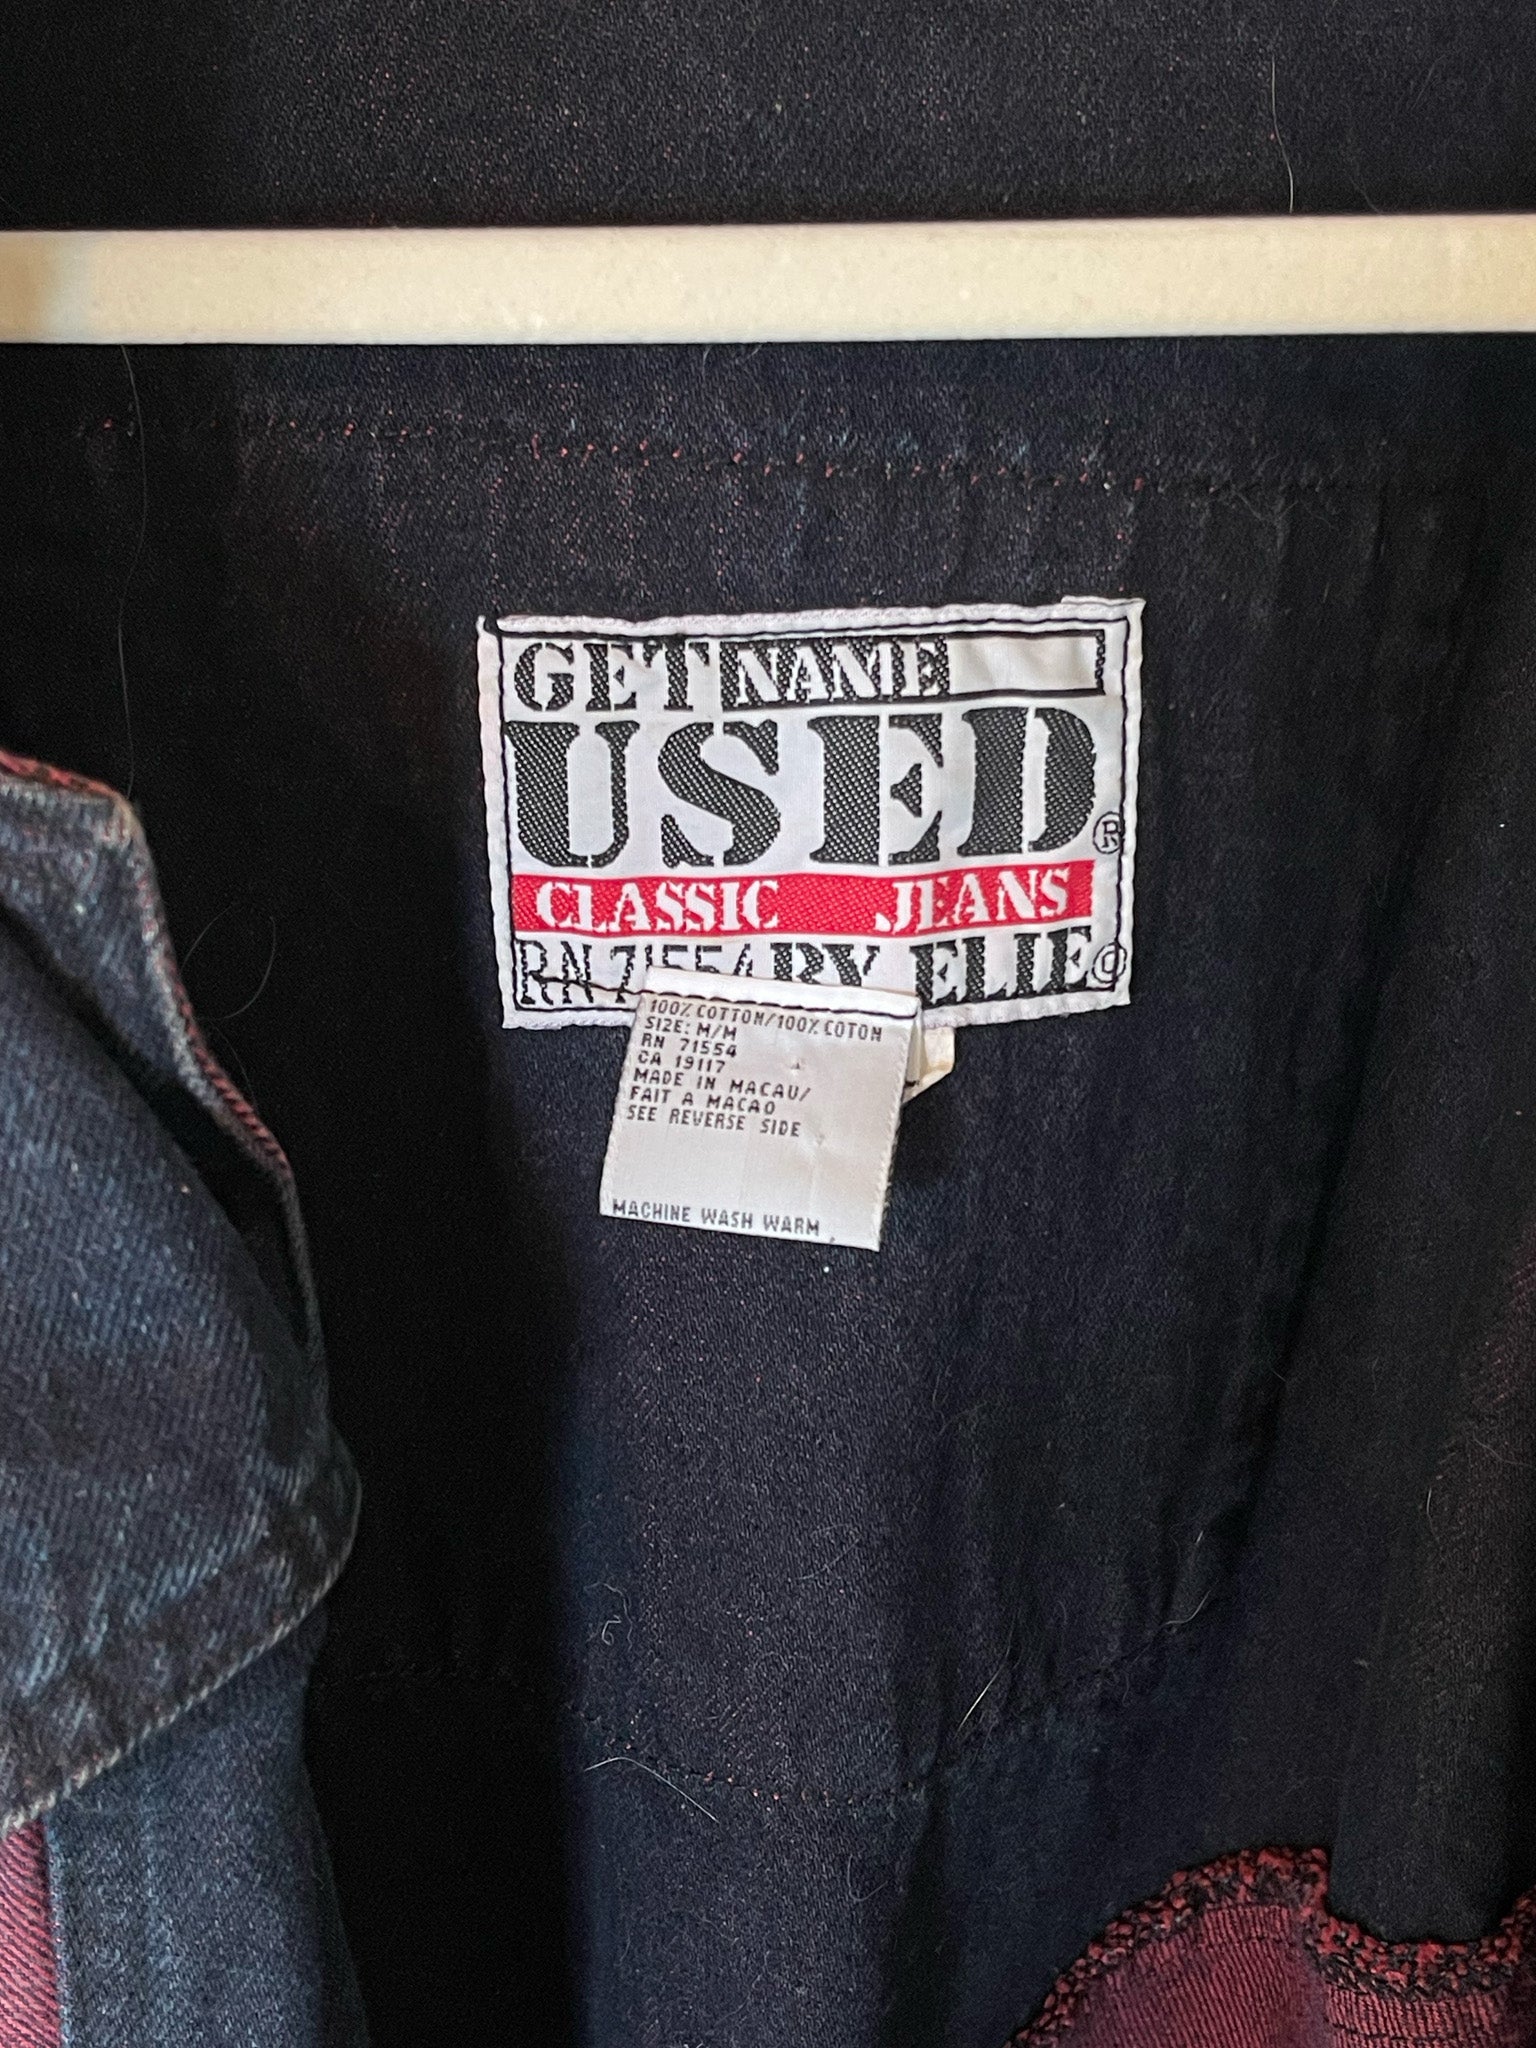 GET NAME
USED ®
CLASSIC JEANS
RN 71554 BY ELIE ©
100% COTTON/100% COTON
SIZE: M/M
RN 71554
CA 19117
MADE IN MACAU/
FAIT A MACAO
SEE REVERSE SIDE
MACHINE WASH WARM